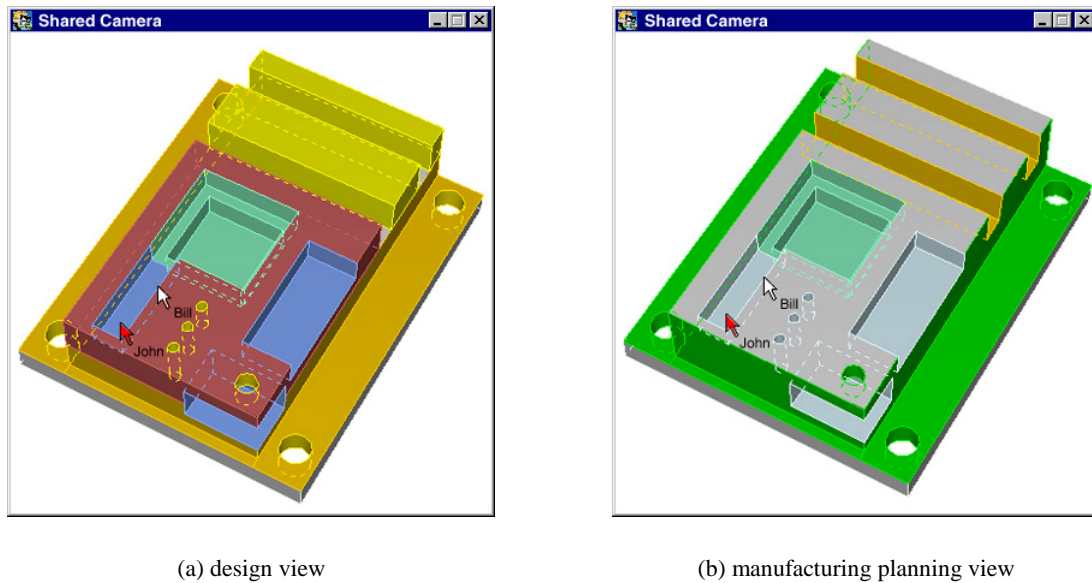 Shared Camera
Bill
John
Shared Camera
Bill
John
(a) design view
(b) manufacturing planning view